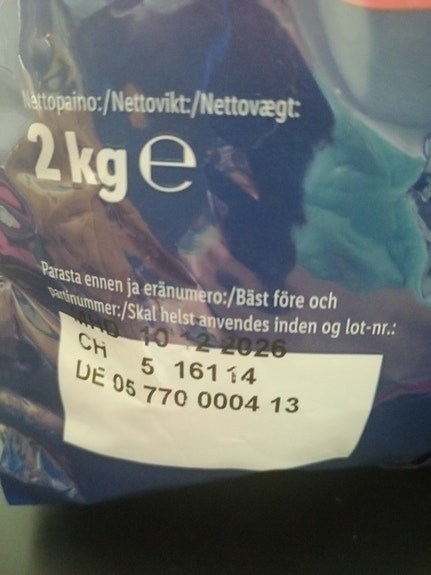 Nettopaino:/Nettovikt:/Nettovægt:
2 kg ℮
Parasta ennen ja eränumero:/Bäst före och
partinummer:/Skal helst anvendes inden og lot-nr.:
MHD 10 12 2026
CH 5 16114
DE 05 770 0004 13